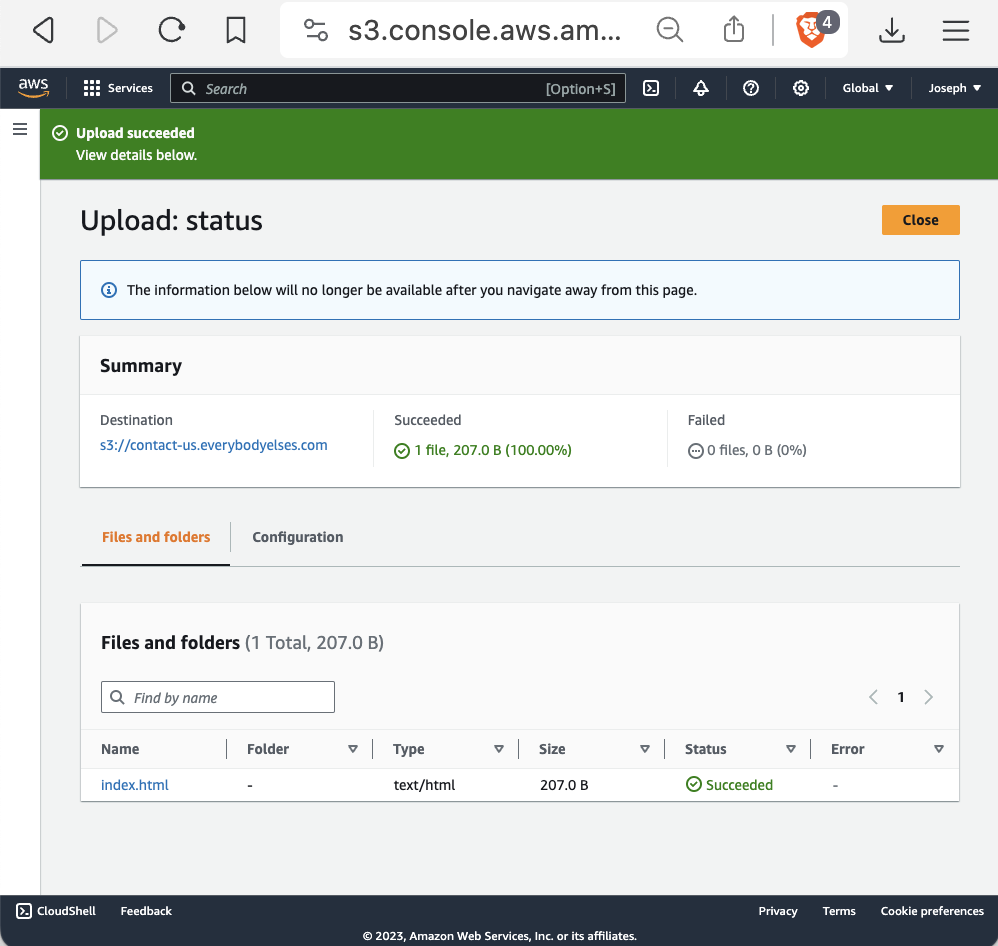 s3.console.aws.am...
4
aws
Services
Search [Option+S]
Global
Joseph
Upload succeeded
View details below.
Upload: status
Close
The information below will no longer be available after you navigate away from this page.
Summary
Destination
s3://contact-us.everybodyelses.com
Succeeded
1 file, 207.0 B (100.00%)
Failed
0 files, 0 B (0%)
Files and folders
Configuration
Files and folders (1 Total, 207.0 B)
Find by name
1
Name Folder Type Size Status Error
index.html - text/html 207.0 B Succeeded -
CloudShell Feedback Privacy Terms Cookie preferences
© 2023, Amazon Web Services, Inc. or its affiliates.